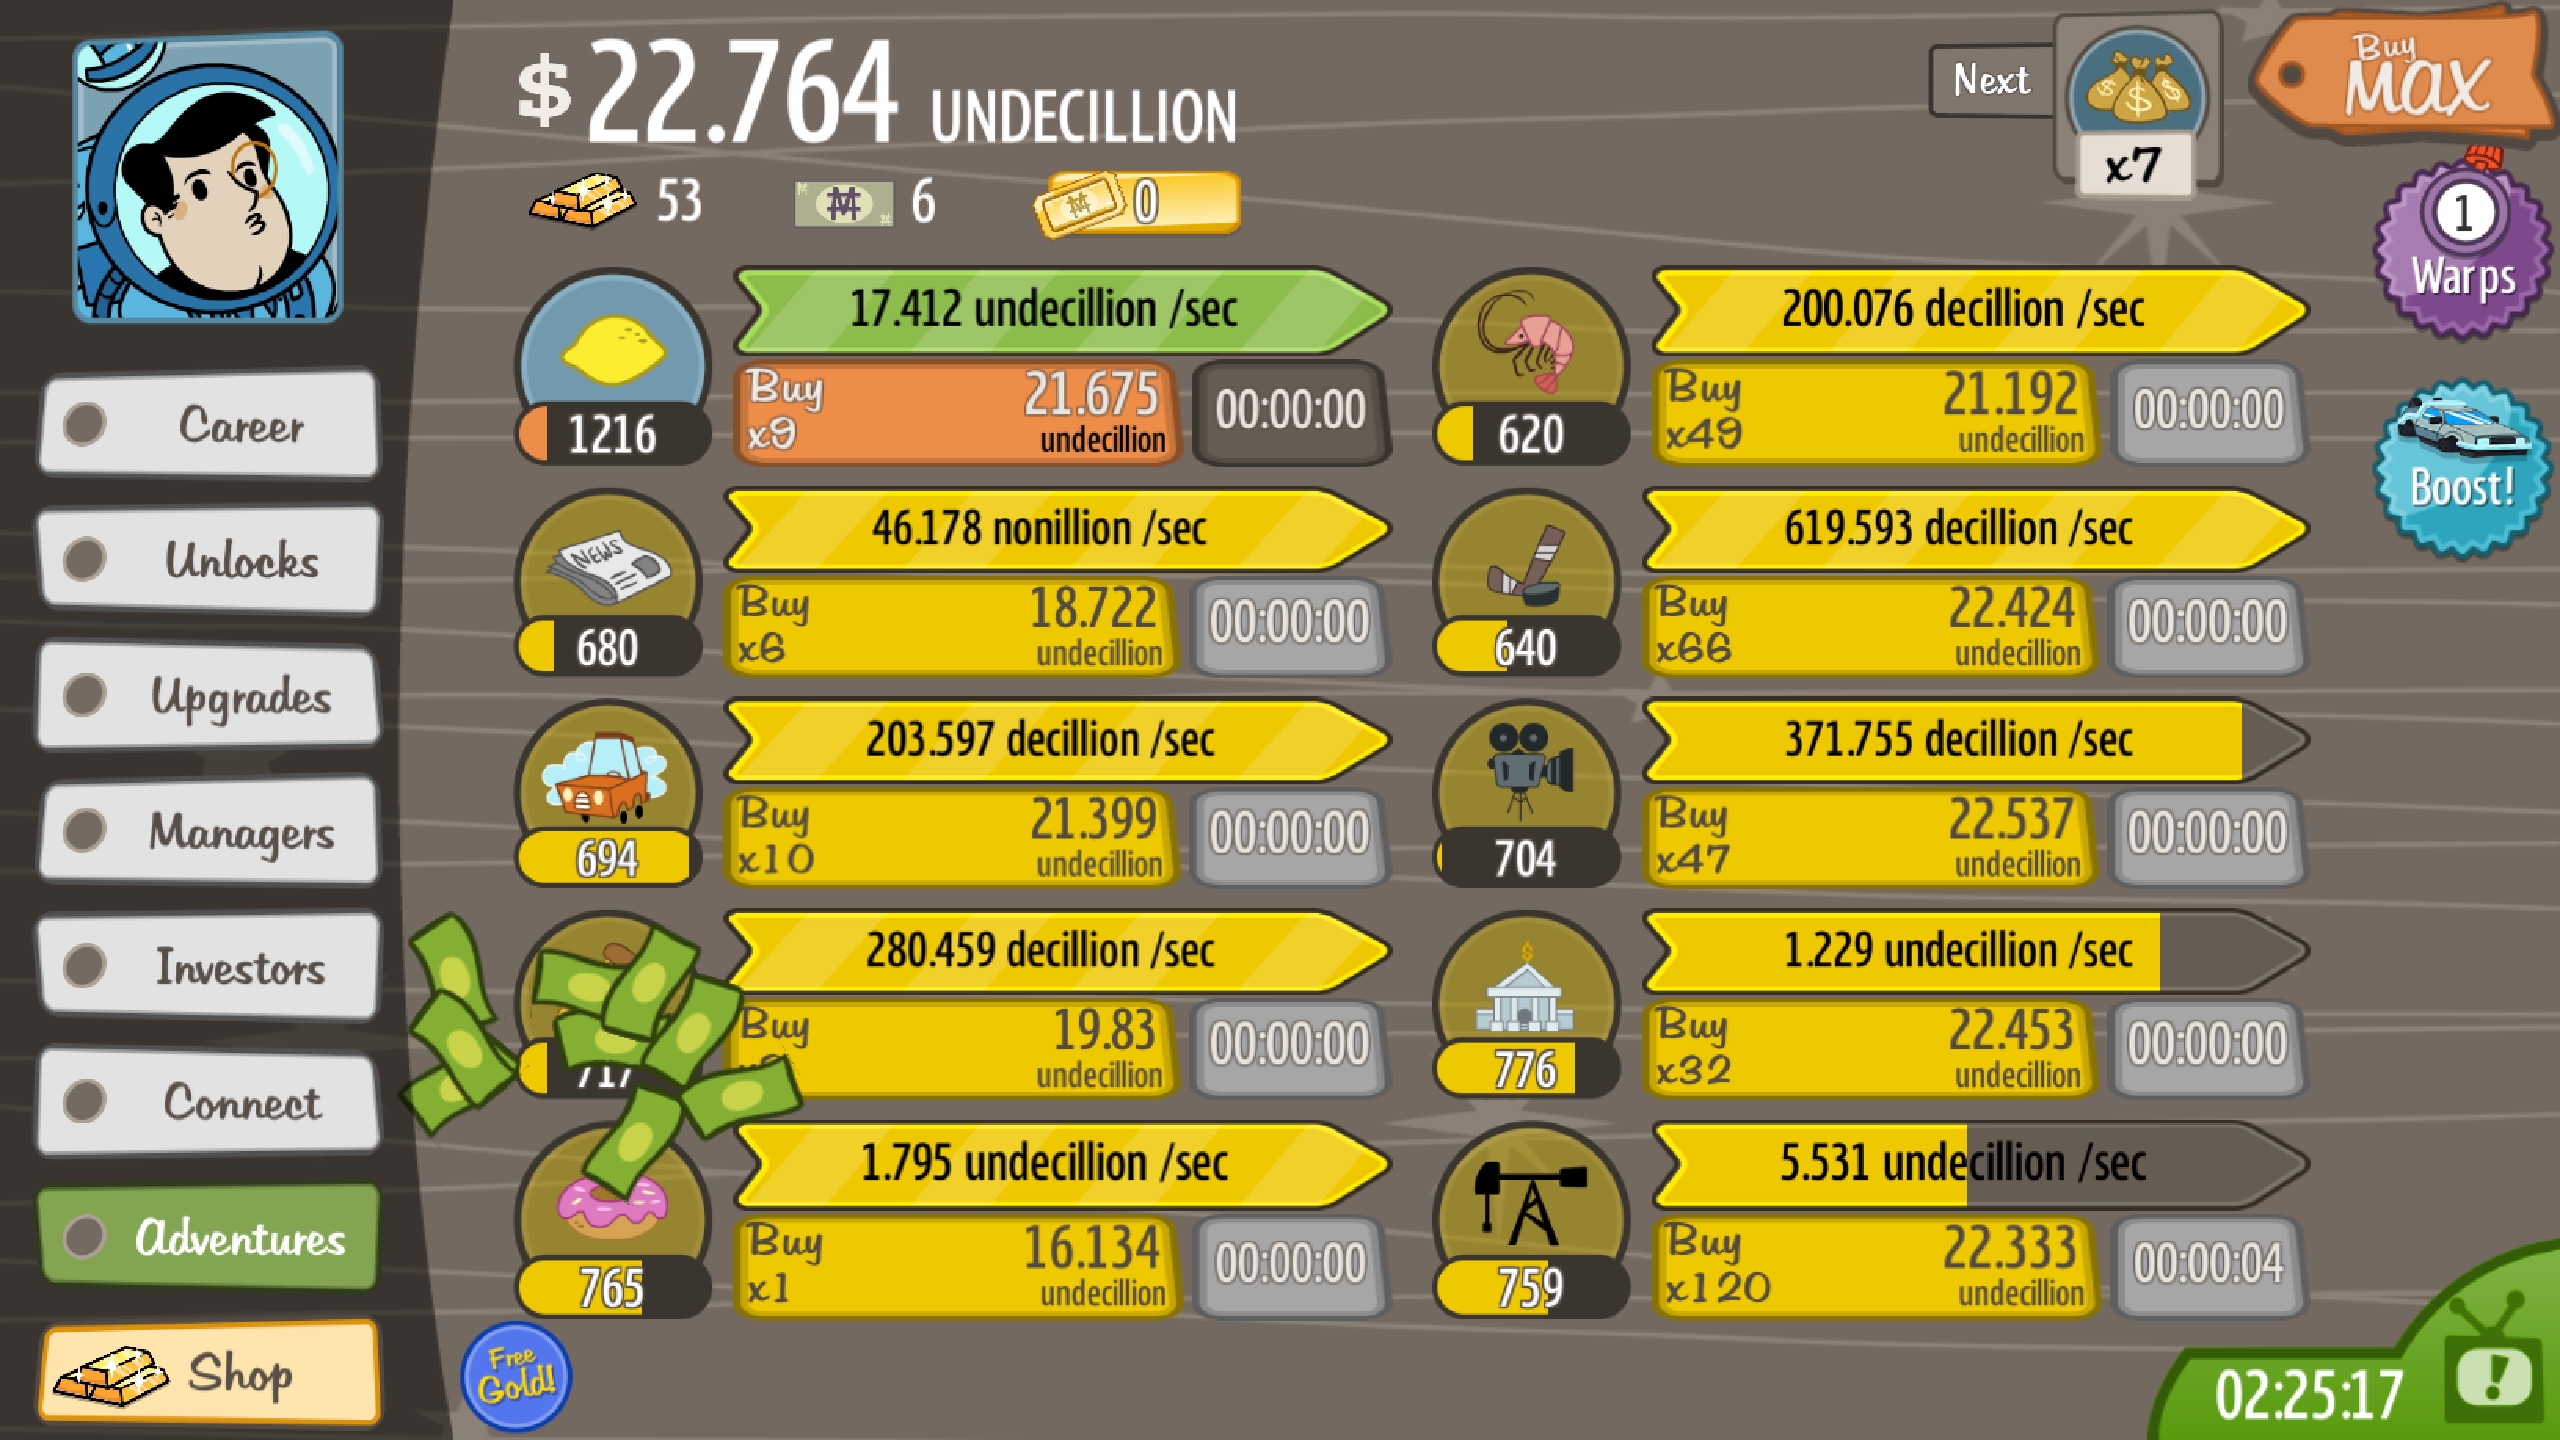 $22.764 UNDECILLION
53
6
0
Next
x7
Buy
MAX
1
Warps
Boost!
Career
Unlocks
Upgrades
Managers
Investors
Connect
Adventures
Shop
17.412 undecillion /sec
1216
Buy
x9
21.675
undecillion
00:00:00
NEWS
46.178 nonillion /sec
680
Buy
x6
18.722
undecillion
00:00:00
203.597 decillion /sec
694
Buy
x10
21.399
undecillion
00:00:00
280.459 decillion /sec
717
Buy
19.83
undecillion
00:00:00
1.795 undecillion /sec
765
Buy
x1
16.134
undecillion
00:00:00
200.076 decillion /sec
620
Buy
x49
21.192
undecillion
00:00:00
619.593 decillion /sec
640
Buy
x66
22.424
undecillion
00:00:00
371.755 decillion /sec
704
Buy
x47
22.537
undecillion
00:00:00
1.229 undecillion /sec
776
Buy
x32
22.453
undecillion
00:00:00
5.531 undecillion /sec
759
Buy
x120
22.333
undecillion
00:00:04
Free
Gold!
02:25:17